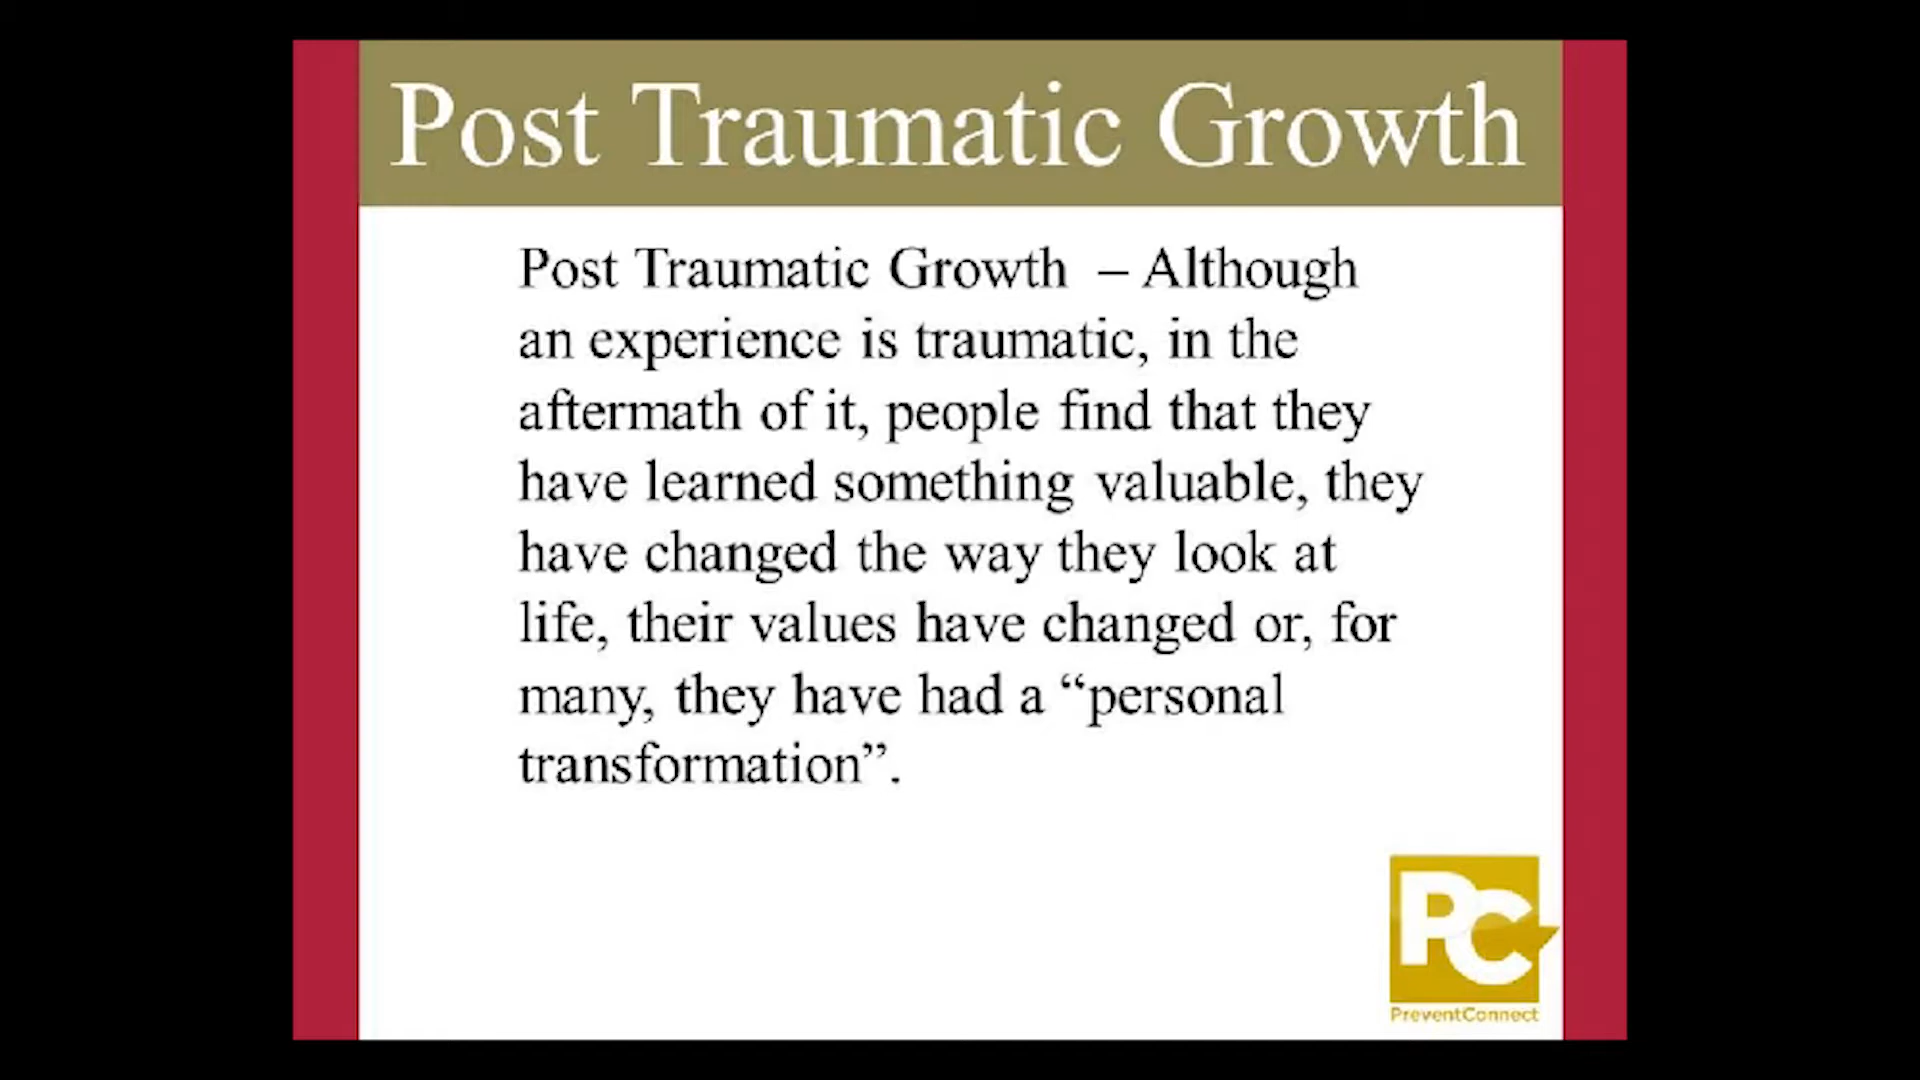 Post Traumatic Growth
Post Traumatic Growth – Although
an experience is traumatic, in the
aftermath of it, people find that they
have learned something valuable, they
have changed the way they look at
life, their values have changed or, for
many, they have had a “personal
transformation”.
PC
PreventConnect